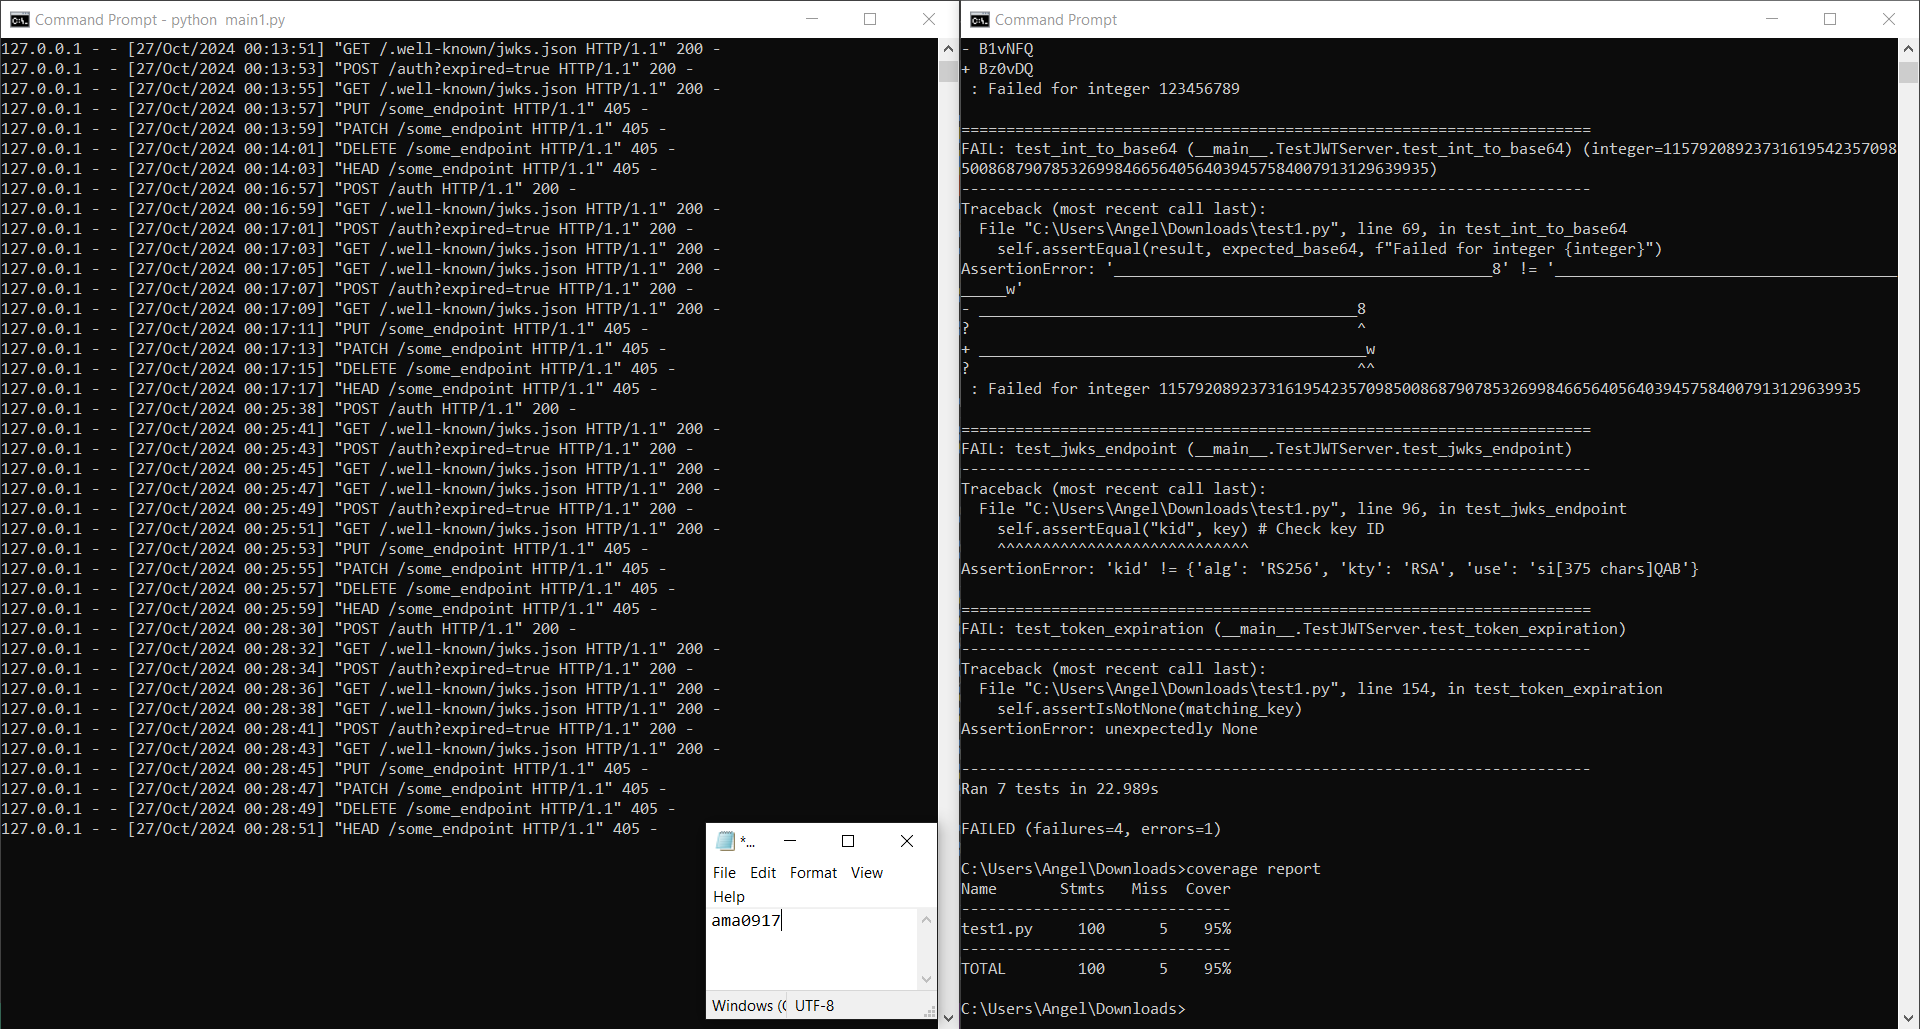 Command Prompt - python  main1.py
127.0.0.1 - - [27/Oct/2024 00:13:51] "GET /.well-known/jwks.json HTTP/1.1" 200 -
127.0.0.1 - - [27/Oct/2024 00:13:53] "POST /auth?expired=true HTTP/1.1" 200 -
127.0.0.1 - - [27/Oct/2024 00:13:55] "GET /.well-known/jwks.json HTTP/1.1" 200 -
127.0.0.1 - - [27/Oct/2024 00:13:57] "PUT /some_endpoint HTTP/1.1" 405 -
127.0.0.1 - - [27/Oct/2024 00:13:59] "PATCH /some_endpoint HTTP/1.1" 405 -
127.0.0.1 - - [27/Oct/2024 00:14:01] "DELETE /some_endpoint HTTP/1.1" 405 -
127.0.0.1 - - [27/Oct/2024 00:14:03] "HEAD /some_endpoint HTTP/1.1" 405 -
127.0.0.1 - - [27/Oct/2024 00:16:57] "POST /auth HTTP/1.1" 200 -
127.0.0.1 - - [27/Oct/2024 00:16:59] "GET /.well-known/jwks.json HTTP/1.1" 200 -
127.0.0.1 - - [27/Oct/2024 00:17:01] "POST /auth?expired=true HTTP/1.1" 200 -
127.0.0.1 - - [27/Oct/2024 00:17:03] "GET /.well-known/jwks.json HTTP/1.1" 200 -
127.0.0.1 - - [27/Oct/2024 00:17:05] "GET /.well-known/jwks.json HTTP/1.1" 200 -
127.0.0.1 - - [27/Oct/2024 00:17:07] "POST /auth?expired=true HTTP/1.1" 200 -
127.0.0.1 - - [27/Oct/2024 00:17:09] "GET /.well-known/jwks.json HTTP/1.1" 200 -
127.0.0.1 - - [27/Oct/2024 00:17:11] "PUT /some_endpoint HTTP/1.1" 405 -
127.0.0.1 - - [27/Oct/2024 00:17:13] "PATCH /some_endpoint HTTP/1.1" 405 -
127.0.0.1 - - [27/Oct/2024 00:17:15] "DELETE /some_endpoint HTTP/1.1" 405 -
127.0.0.1 - - [27/Oct/2024 00:17:17] "HEAD /some_endpoint HTTP/1.1" 405 -
127.0.0.1 - - [27/Oct/2024 00:25:38] "POST /auth HTTP/1.1" 200 -
127.0.0.1 - - [27/Oct/2024 00:25:41] "GET /.well-known/jwks.json HTTP/1.1" 200 -
127.0.0.1 - - [27/Oct/2024 00:25:43] "POST /auth?expired=true HTTP/1.1" 200 -
127.0.0.1 - - [27/Oct/2024 00:25:45] "GET /.well-known/jwks.json HTTP/1.1" 200 -
127.0.0.1 - - [27/Oct/2024 00:25:47] "GET /.well-known/jwks.json HTTP/1.1" 200 -
127.0.0.1 - - [27/Oct/2024 00:25:49] "POST /auth?expired=true HTTP/1.1" 200 -
127.0.0.1 - - [27/Oct/2024 00:25:51] "GET /.well-known/jwks.json HTTP/1.1" 200 -
127.0.0.1 - - [27/Oct/2024 00:25:53] "PUT /some_endpoint HTTP/1.1" 405 -
127.0.0.1 - - [27/Oct/2024 00:25:55] "PATCH /some_endpoint HTTP/1.1" 405 -
127.0.0.1 - - [27/Oct/2024 00:25:57] "DELETE /some_endpoint HTTP/1.1" 405 -
127.0.0.1 - - [27/Oct/2024 00:25:59] "HEAD /some_endpoint HTTP/1.1" 405 -
127.0.0.1 - - [27/Oct/2024 00:28:30] "POST /auth HTTP/1.1" 200 -
127.0.0.1 - - [27/Oct/2024 00:28:32] "GET /.well-known/jwks.json HTTP/1.1" 200 -
127.0.0.1 - - [27/Oct/2024 00:28:34] "POST /auth?expired=true HTTP/1.1" 200 -
127.0.0.1 - - [27/Oct/2024 00:28:36] "GET /.well-known/jwks.json HTTP/1.1" 200 -
127.0.0.1 - - [27/Oct/2024 00:28:38] "GET /.well-known/jwks.json HTTP/1.1" 200 -
127.0.0.1 - - [27/Oct/2024 00:28:41] "POST /auth?expired=true HTTP/1.1" 200 -
127.0.0.1 - - [27/Oct/2024 00:28:43] "GET /.well-known/jwks.json HTTP/1.1" 200 -
127.0.0.1 - - [27/Oct/2024 00:28:45] "PUT /some_endpoint HTTP/1.1" 405 -
127.0.0.1 - - [27/Oct/2024 00:28:47] "PATCH /some_endpoint HTTP/1.1" 405 -
127.0.0.1 - - [27/Oct/2024 00:28:49] "DELETE /some_endpoint HTTP/1.1" 405 -
127.0.0.1 - - [27/Oct/2024 00:28:51] "HEAD /some_endpoint HTTP/1.1" 405 -
*...
File Edit Format View
Help
ama0917
Windows (C UTF-8
Command Prompt
- B1vNFQ
+ Bz0vDQ
 : Failed for integer 123456789
======================================================================
FAIL: test_int_to_base64 (__main__.TestJWTServer.test_int_to_base64) (integer=11579208923731619542357098
50086879078532699846656405640394575840079131296399​35)
----------------------------------------------------------------------
Traceback (most recent call last):
  File "C:\Users\Angel\Downloads\test1.py", line 69, in test_int_to_base64
    self.assertEqual(result, expected_base64, f"Failed for integer {integer}")
AssertionError: '__________________________________________8' != '______________________________________
_____w'
- __________________________________________8
?                                           ^
+ ___________________________________________w
?                                           ^^
 : Failed for integer 115792089237316195423570985008687907853269984665640564039457584007913129639935
======================================================================
FAIL: test_jwks_endpoint (__main__.TestJWTServer.test_jwks_endpoint)
----------------------------------------------------------------------
Traceback (most recent call last):
  File "C:\Users\Angel\Downloads\test1.py", line 96, in test_jwks_endpoint
    self.assertEqual("kid", key) # Check key ID
    ^^^^^^^^^^^^^^^^^^^^^^^^^^^^
AssertionError: 'kid' != {'alg': 'RS256', 'kty': 'RSA', 'use': 'si[375 chars]QAB'}
======================================================================
FAIL: test_token_expiration (__main__.TestJWTServer.test_token_expiration)
----------------------------------------------------------------------
Traceback (most recent call last):
  File "C:\Users\Angel\Downloads\test1.py", line 154, in test_token_expiration
    self.assertIsNotNone(matching_key)
AssertionError: unexpectedly None
----------------------------------------------------------------------
Ran 7 tests in 22.989s
FAILED (failures=4, errors=1)
C:\Users\Angel\Downloads>coverage report
Name       Stmts   Miss  Cover
------------------------------
test1.py     100      5    95%
------------------------------
TOTAL        100      5    95%
C:\Users\Angel\Downloads>